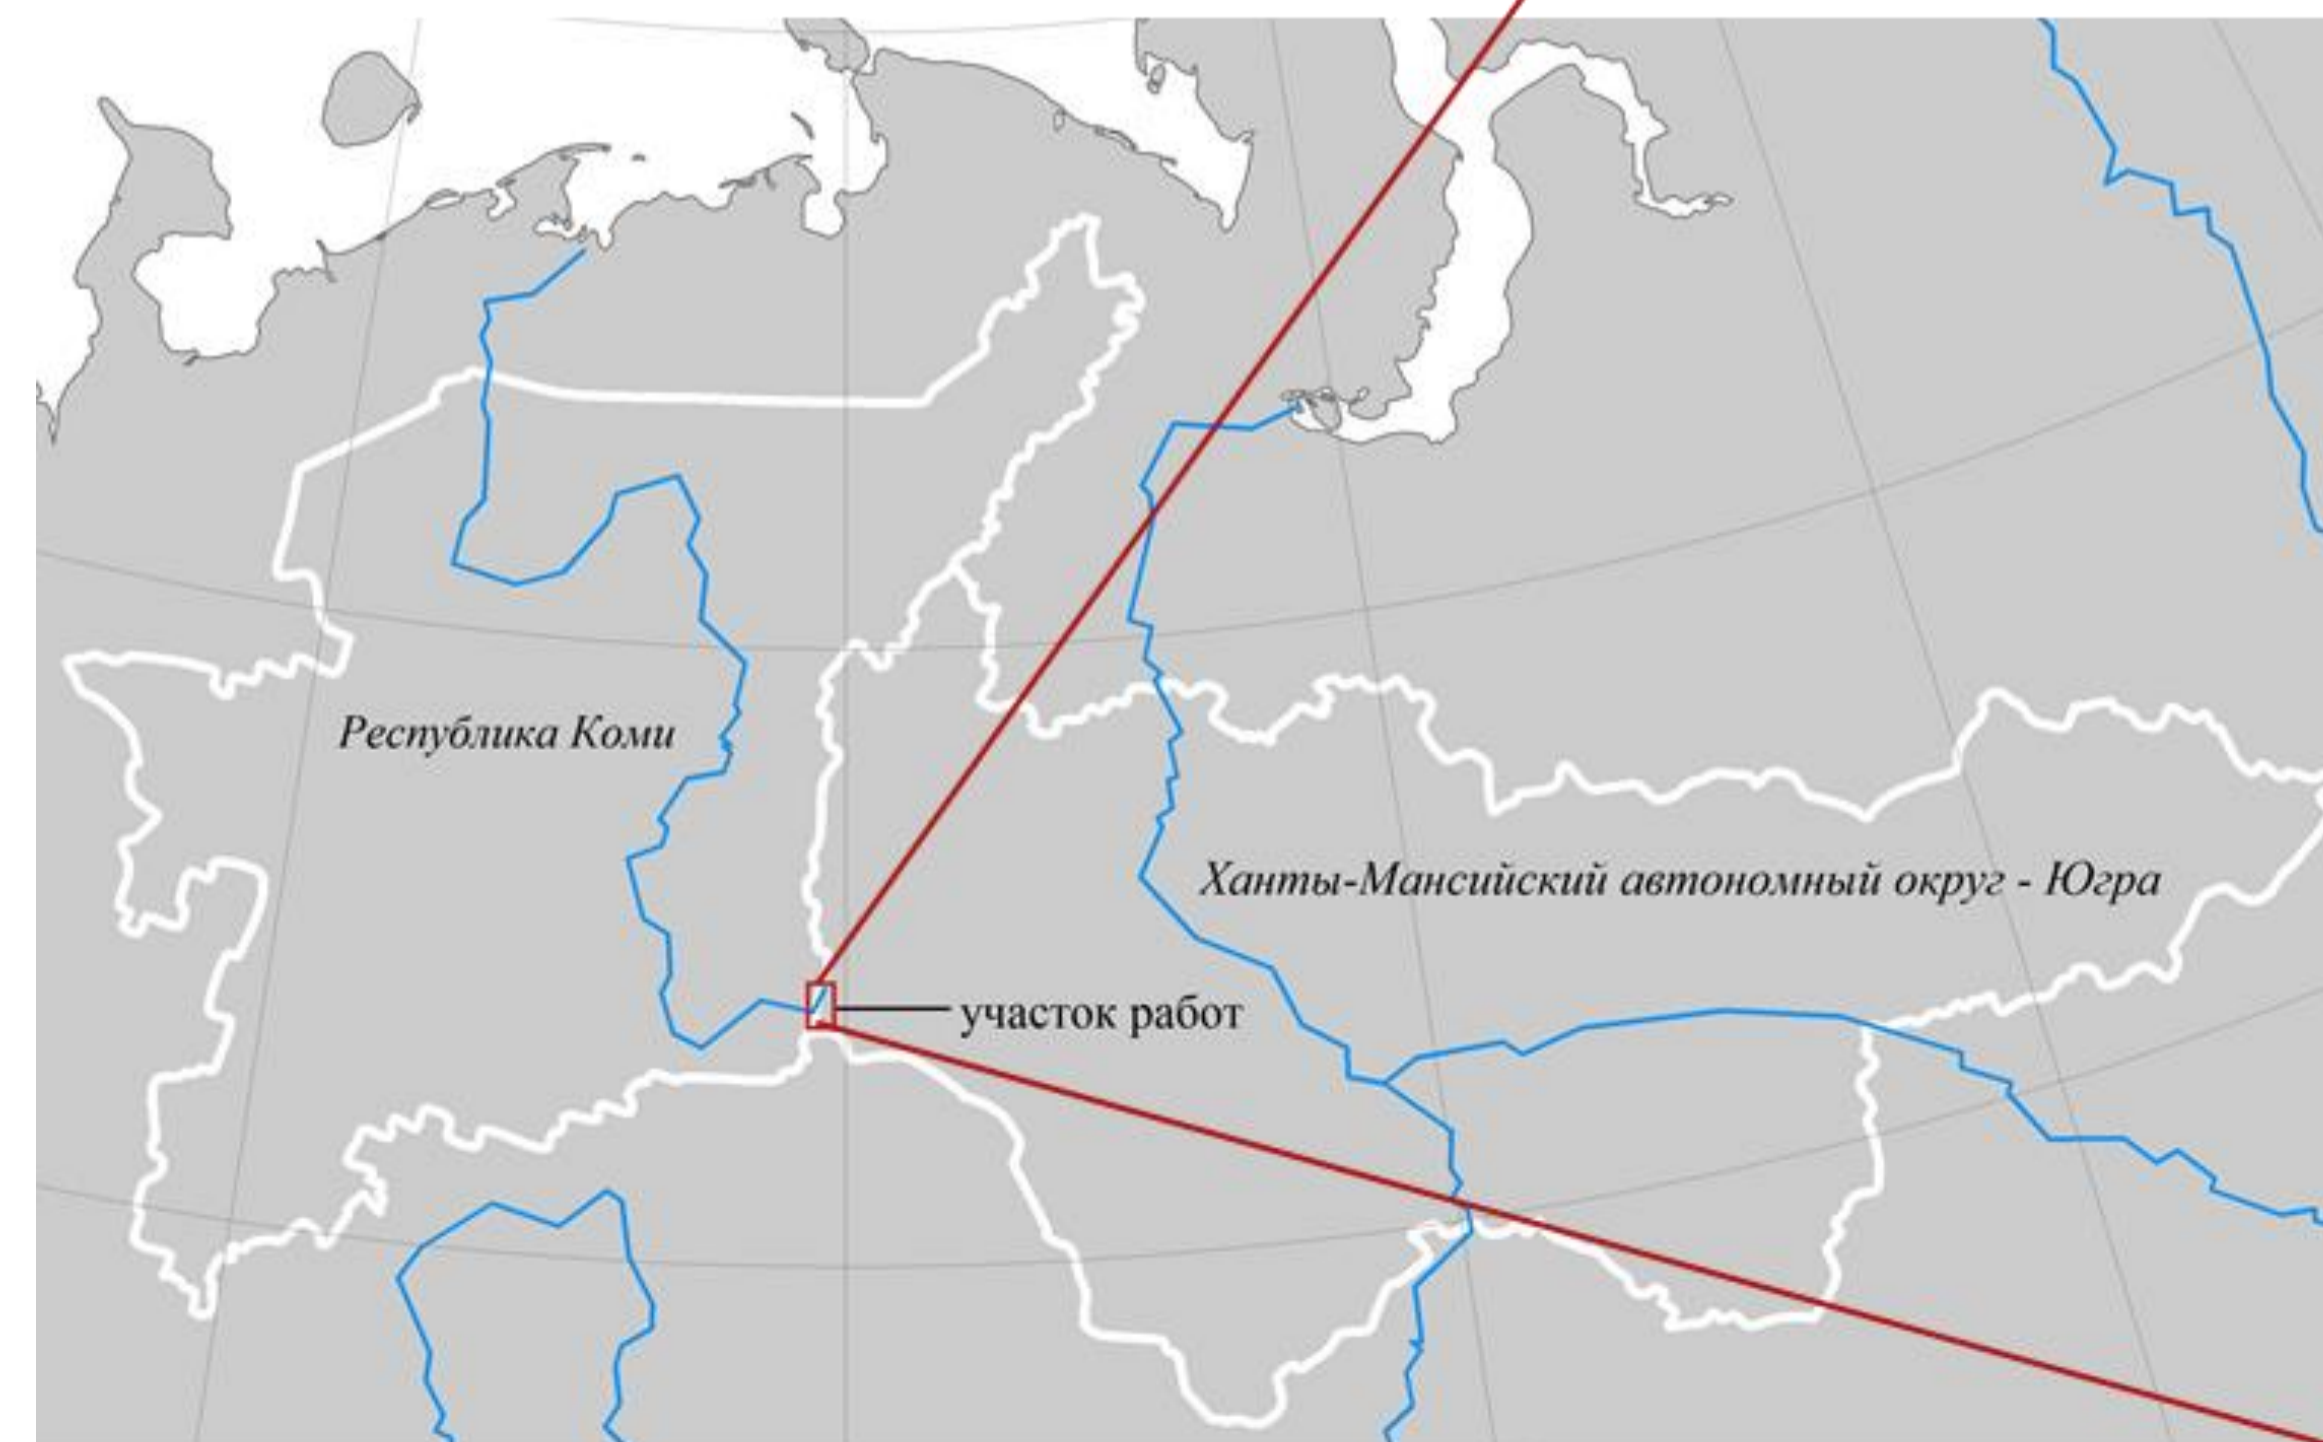 Республика Коми
Ханты-Мансийский автономный округ - Югра
участок работ